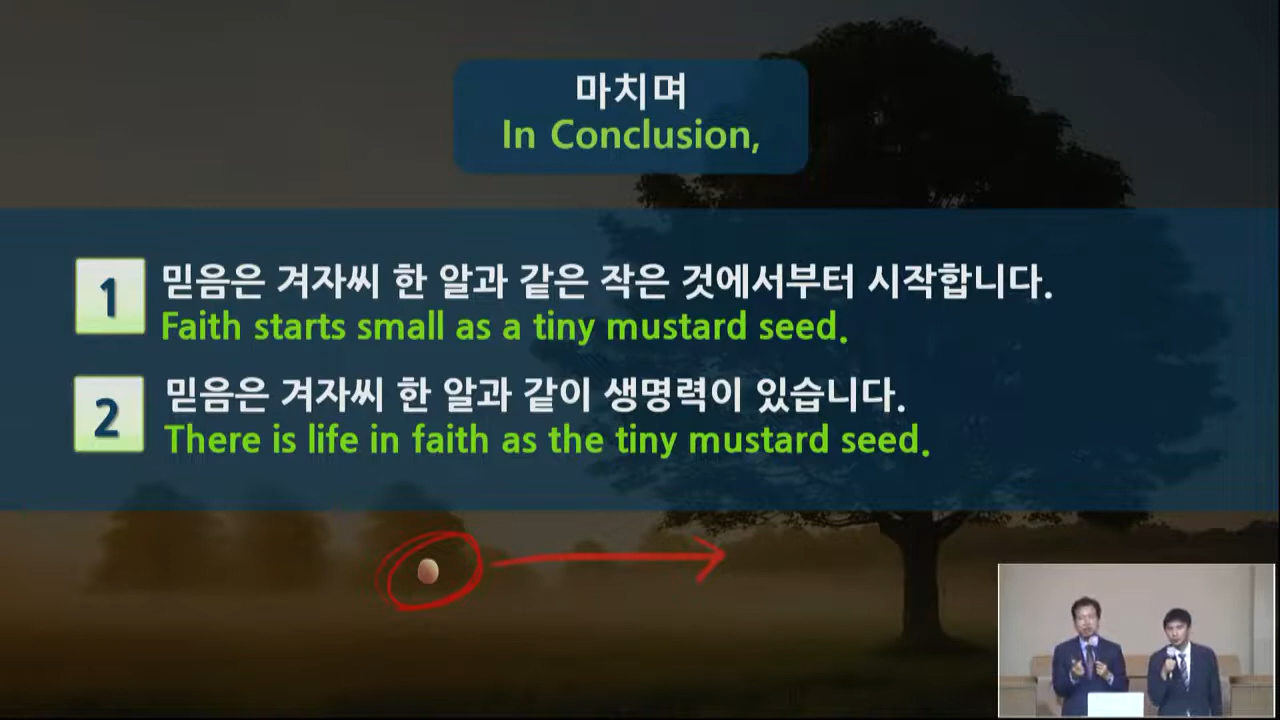 마치며
In Conclusion,
1
믿음은 겨자씨 한 알과 같은 작은 것에서부터 시작합니다.
Faith starts small as a tiny mustard seed.
2
믿음은 겨자씨 한 알과 같이 생명력이 있습니다.
There is life in faith as the tiny mustard seed.